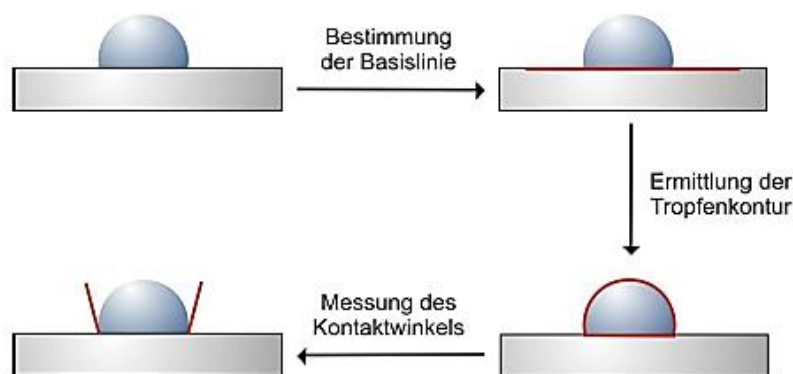 Bestimmung
der Basislinie
Ermittlung der
Tropfenkontur
Messung des
Kontaktwinkels